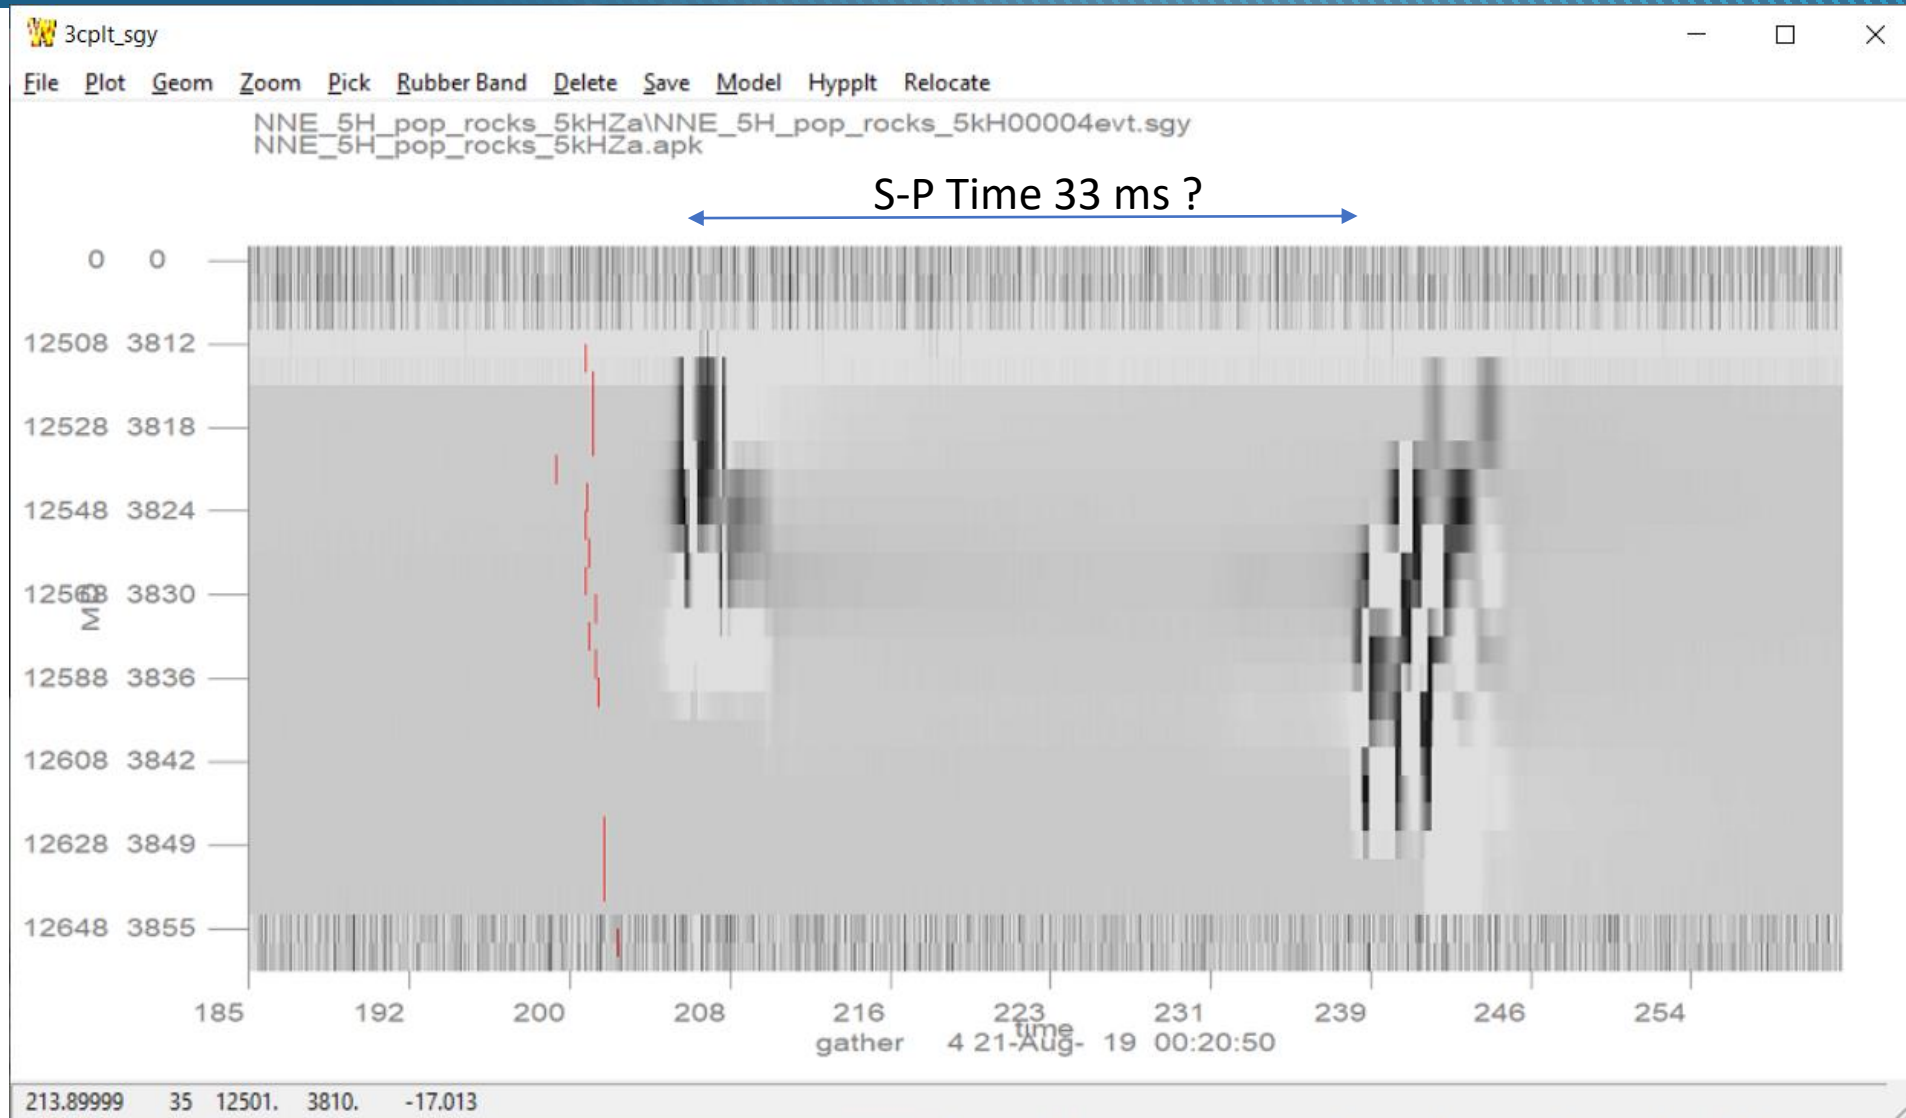 3cplt_sgy
File Plot Geom Zoom Pick Rubber Band Delete Save Model Hypplt Relocate
NNE_5H_pop_rocks_5kHZa\NNE_5H_pop_rocks_5kH00004evt.sgy
NNE_5H_pop_rocks_5kHZa.apk
S-P Time 33 ms ?
0 0
12508 3812
12528 3818
12548 3824
12568 3830
MD
12588 3836
12608 3842
12628 3849
12648 3855
185 192 200 208 216 223 231 239 246 254
time
gather 4 21-Aug- 19 00:20:50
213.89999 35 12501. 3810. -17.013